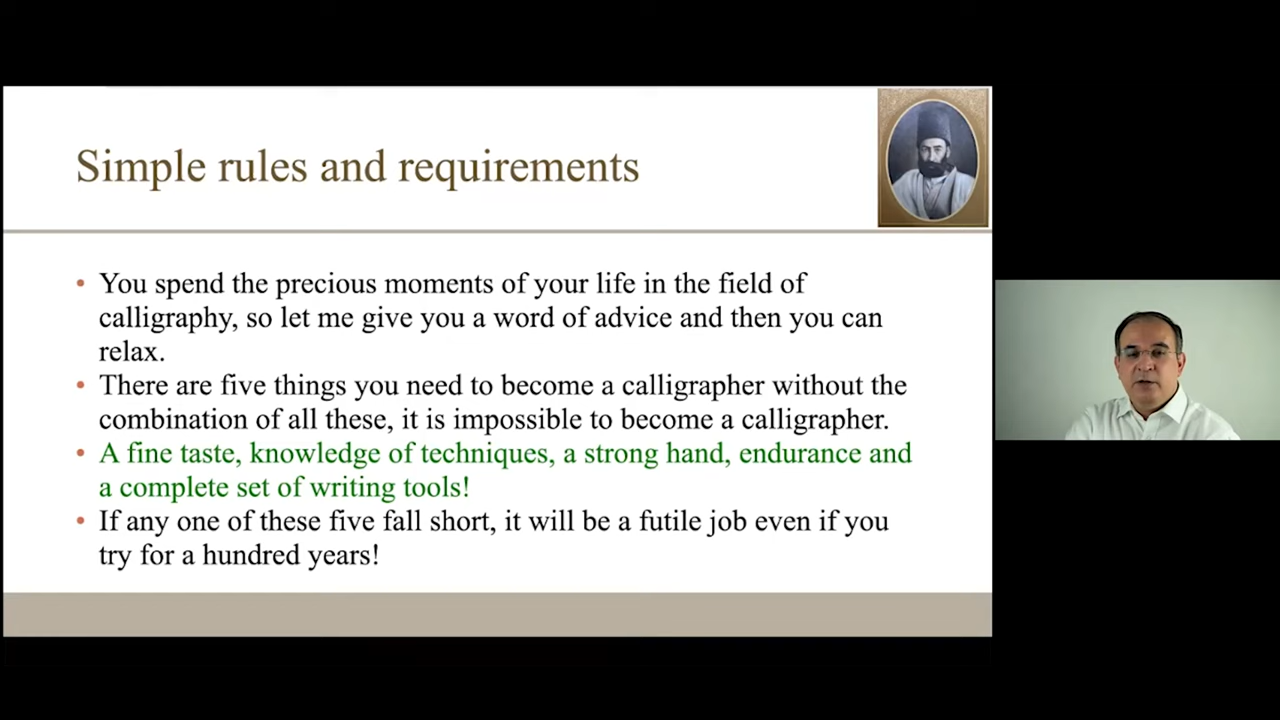 Simple rules and requirements
• You spend the precious moments of your life in the field of
calligraphy, so let me give you a word of advice and then you can
relax.
• There are five things you need to become a calligrapher without the
combination of all these, it is impossible to become a calligrapher.
• A fine taste, knowledge of techniques, a strong hand, endurance and
a complete set of writing tools!
• If any one of these five fall short, it will be a futile job even if you
try for a hundred years!